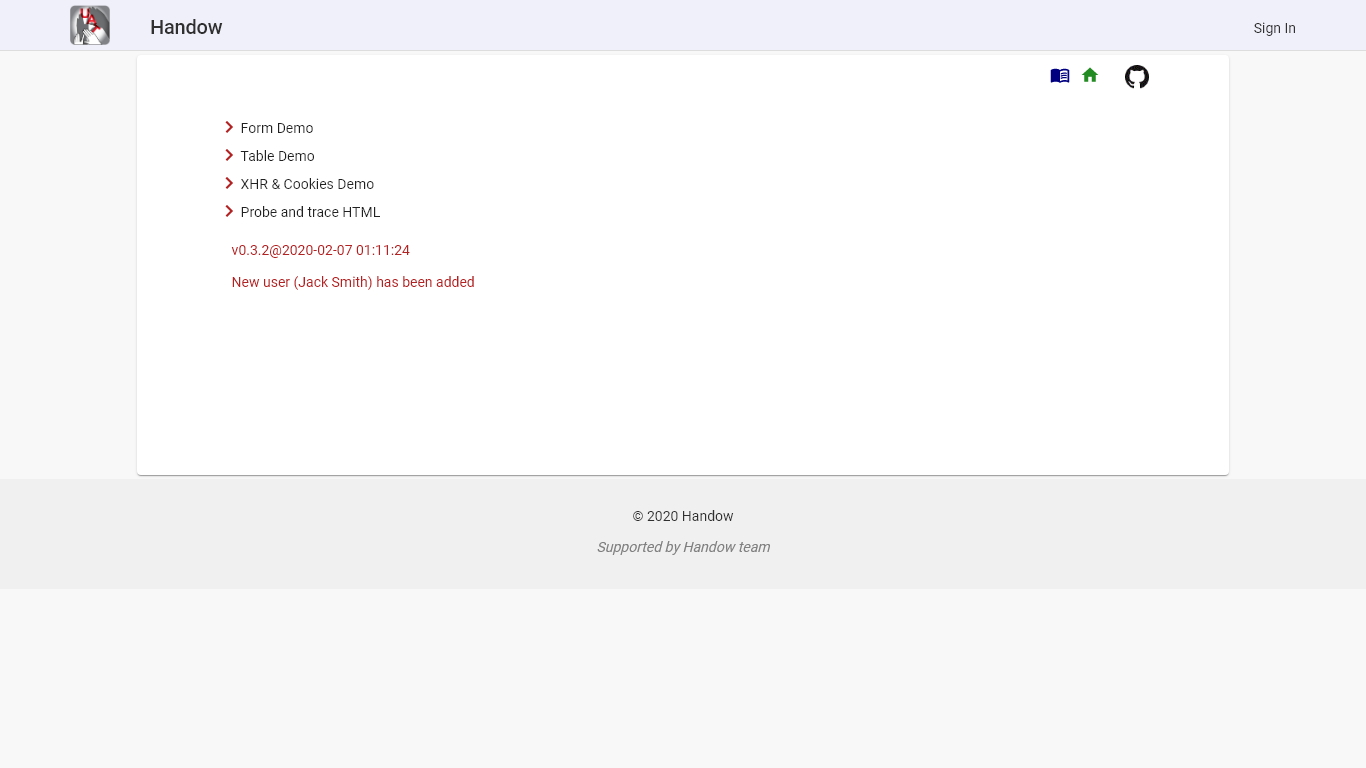 Handow
Sign In
Form Demo
Table Demo
XHR & Cookies Demo
Probe and trace HTML
v0.3.2@2020-02-07 01:11:24
New user (Jack Smith) has been added
© 2020 Handow
Supported by Handow team